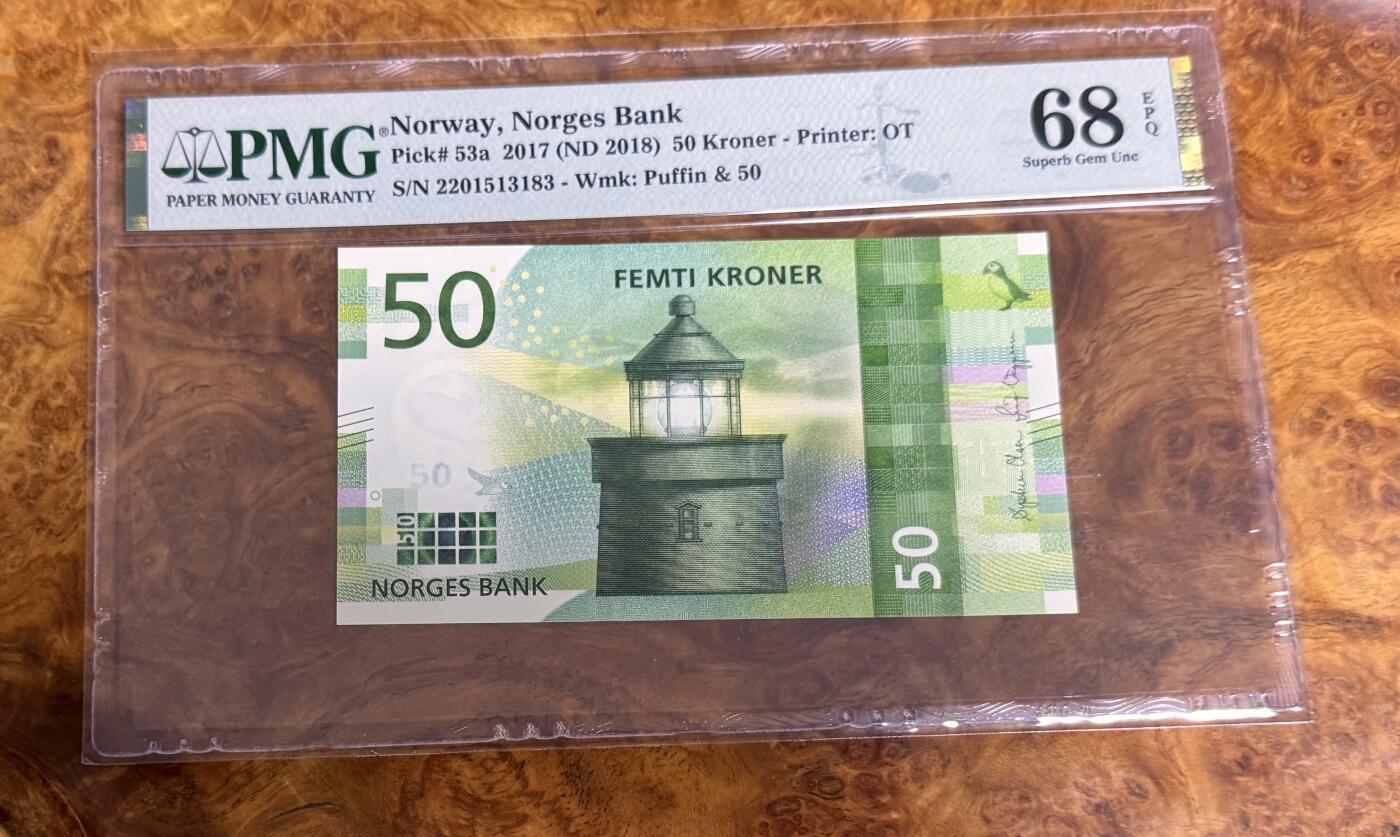 PMG®
PAPER MONEY GUARANTY
Norway, Norges Bank
Pick# 53a 2017 (ND 2018) 50 Kroner - Printer: OT
S/N 2201513183 - Wmk: Puffin & 50
68
EPQ
Superb Gem Unc
50
FEMTI KRONER
50
50
NORGES BANK
50